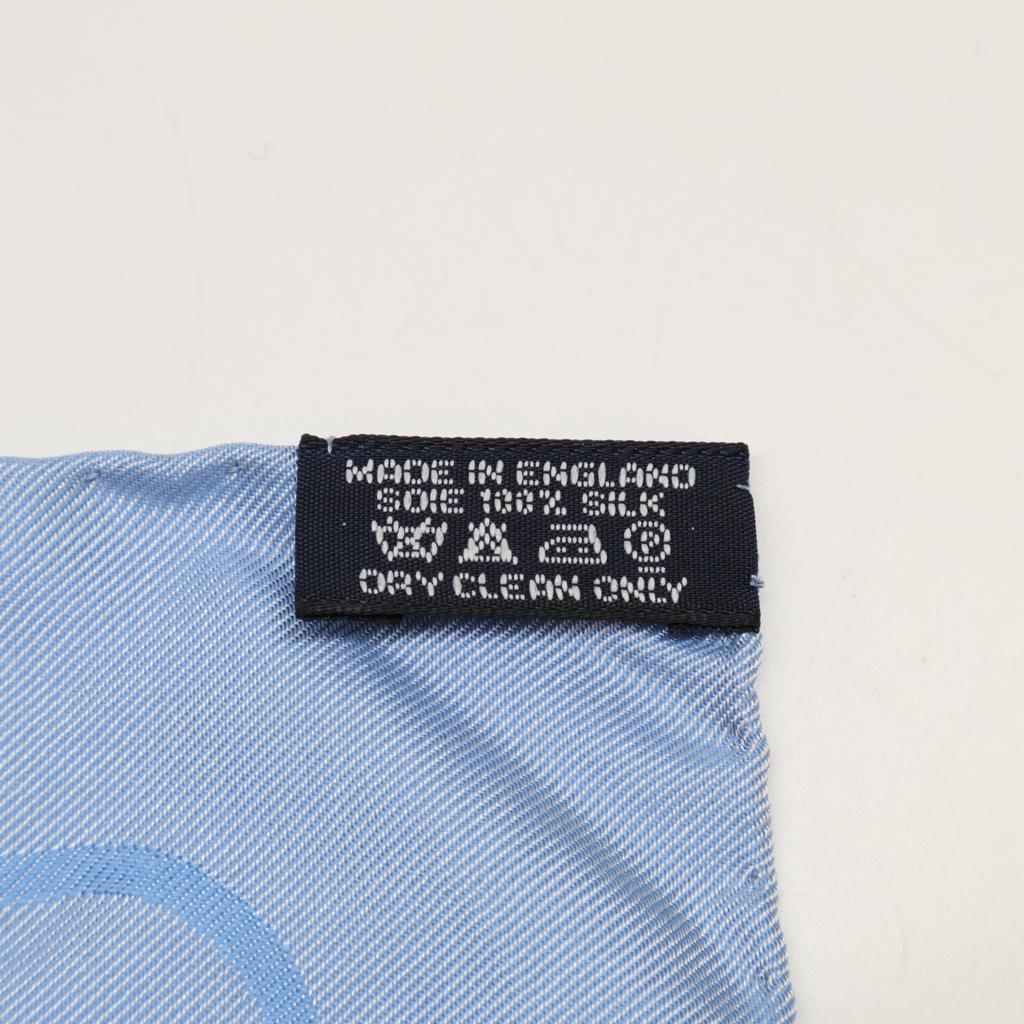 MADE IN ENGLAND
SOIE 100% SILK
P
DRY CLEAN ONLY